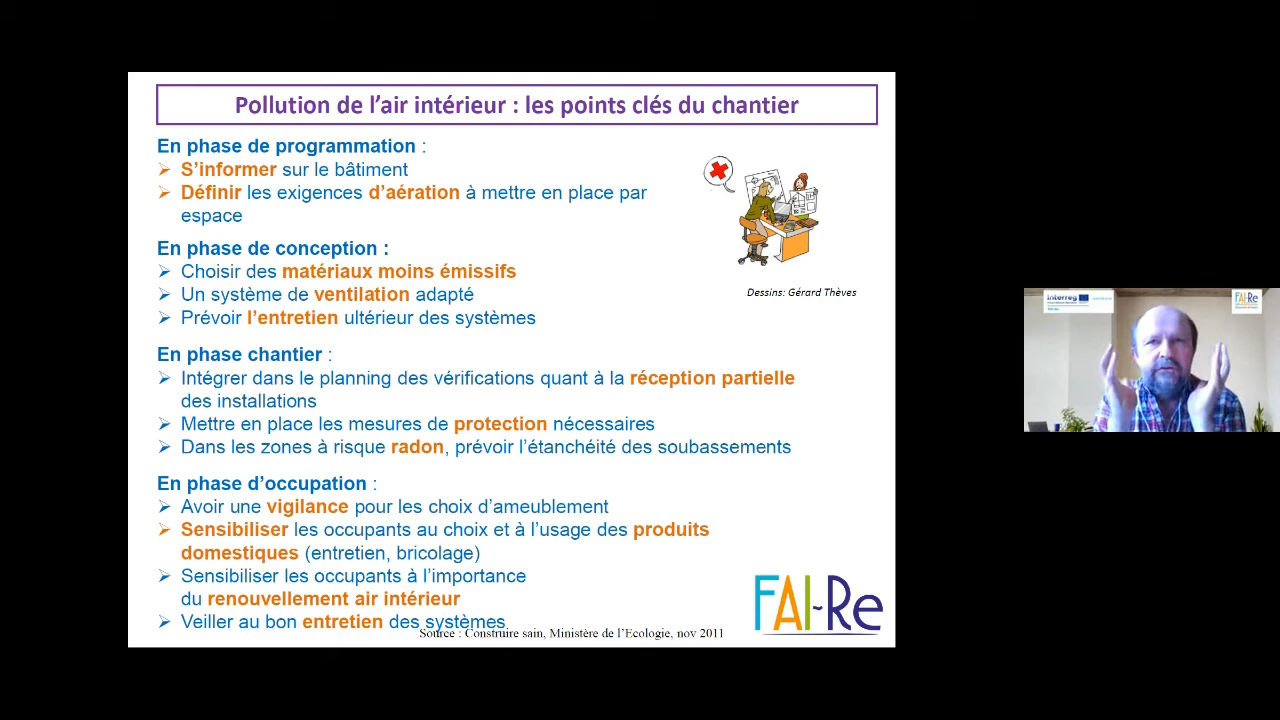 Pollution de l’air intérieur : les points clés du chantier
En phase de programmation :
➢ S’informer sur le bâtiment
➢ Définir les exigences d’aération à mettre en place par
espace
En phase de conception :
➢ Choisir des matériaux moins émissifs
➢ Un système de ventilation adapté
➢ Prévoir l’entretien ultérieur des systèmes
Dessins: Gérard Thèves
En phase chantier :
➢ Intégrer dans le planning des vérifications quant à la réception partielle
des installations
➢ Mettre en place les mesures de protection nécessaires
➢ Dans les zones à risque radon, prévoir l’étanchéité des soubassements
En phase d’occupation :
➢ Avoir une vigilance pour les choix d’ameublement
➢ Sensibiliser les occupants au choix et à l’usage des produits
domestiques (entretien, bricolage)
➢ Sensibiliser les occupants à l’importance
du renouvellement air intérieur
➢ Veiller au bon entretien des systèmes
Source : Construire sain, Ministère de l’Ecologie, nov 2011
FAI~Re
Interreg
FAI-Re